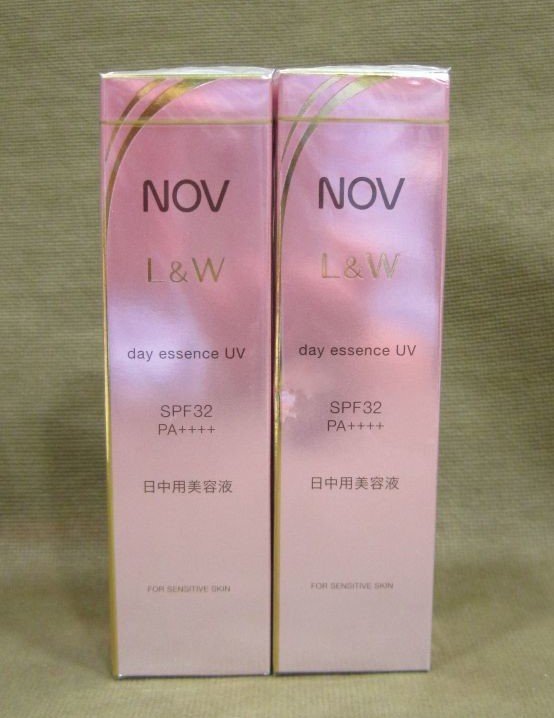 NOV
L&W
day essence UV
SPF32
PA++++
日中用美容液
FOR SENSITIVE SKIN
NOV
L&W
day essence UV
SPF32
PA++++
日中用美容液
FOR SENSITIVE SKIN